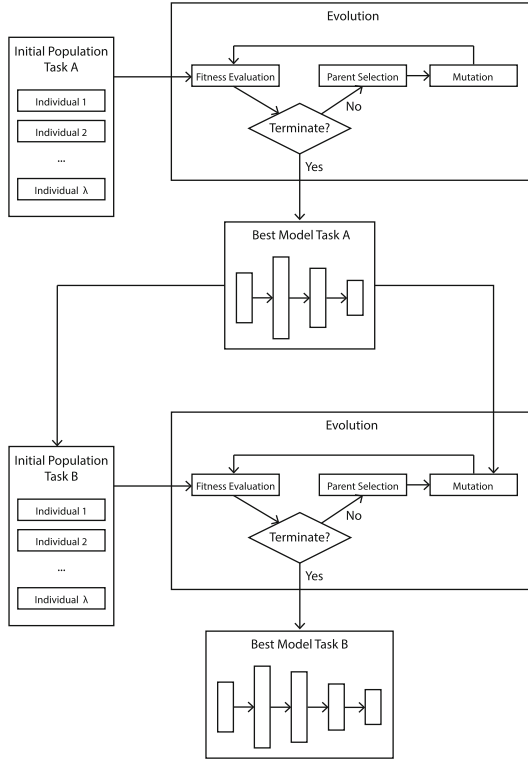 Evolution
Initial Population
Task A
Individual 1
Individual 2
...
Individual λ
Fitness Evaluation
Parent Selection
Mutation
No
Terminate?
Yes
Best Model Task A
Evolution
Initial Population
Task B
Individual 1
Individual 2
...
Individual λ
Fitness Evaluation
Parent Selection
Mutation
No
Terminate?
Yes
Best Model Task B